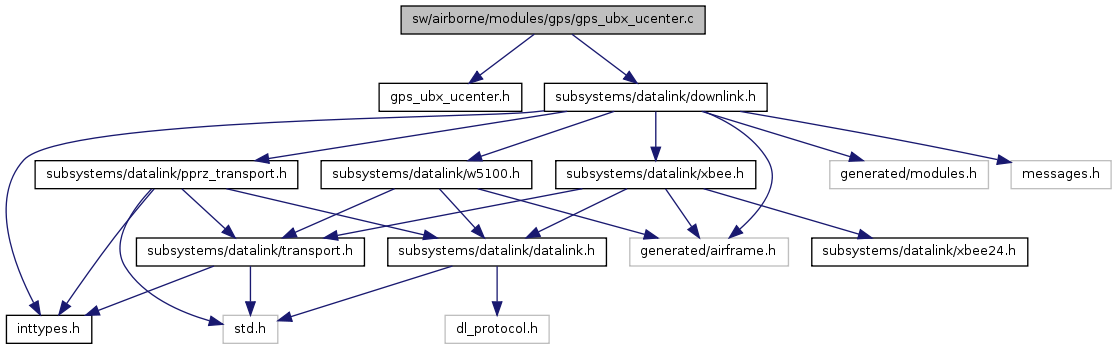 sw/airborne/modules/gps/gps_ubx_ucenter.c
gps_ubx_ucenter.h
subsystems/datalink/downlink.h
subsystems/datalink/pprz_transport.h
subsystems/datalink/w5100.h
subsystems/datalink/xbee.h
generated/modules.h
messages.h
subsystems/datalink/transport.h
subsystems/datalink/datalink.h
generated/airframe.h
subsystems/datalink/xbee24.h
inttypes.h
std.h
dl_protocol.h